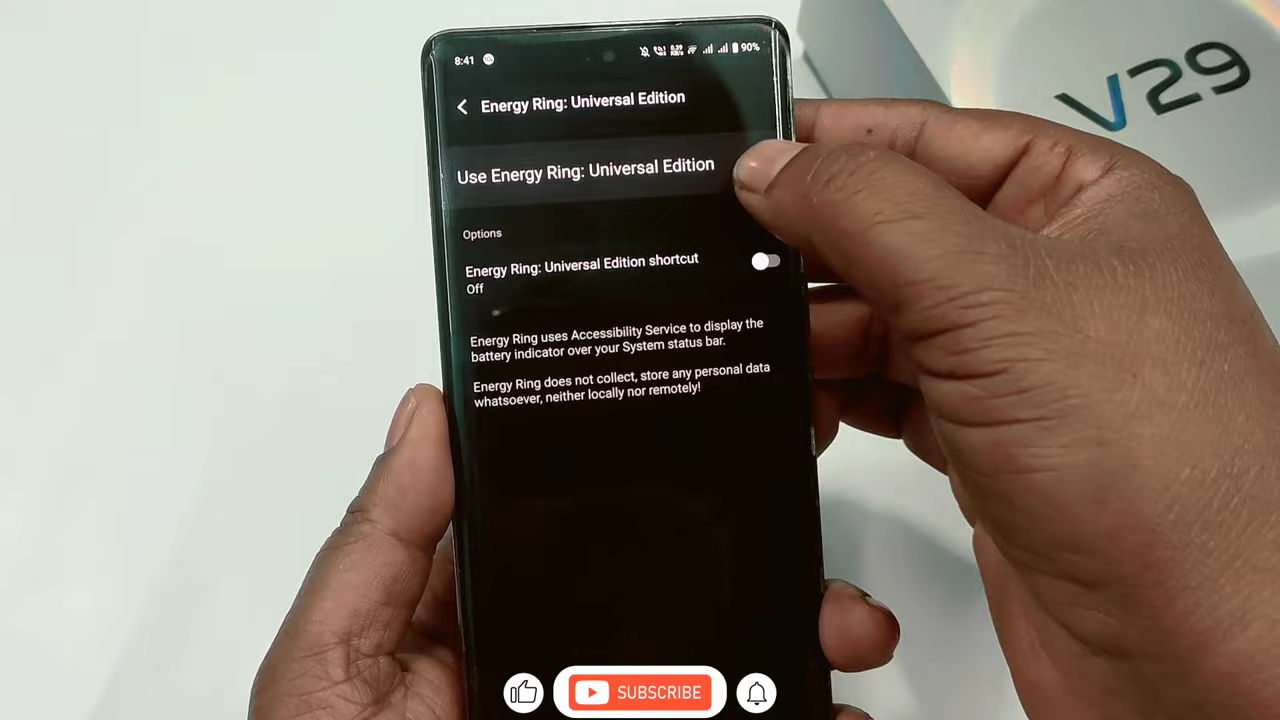 8:41
90%
V29
Energy Ring: Universal Edition
Use Energy Ring: Universal Edition
Options
Energy Ring: Universal Edition shortcut
Off
Energy Ring uses Accessibility Service to display the
battery indicator over your System status bar.
Energy Ring does not collect, store any personal data
whatsoever, neither locally nor remotely!
SUBSCRIBE